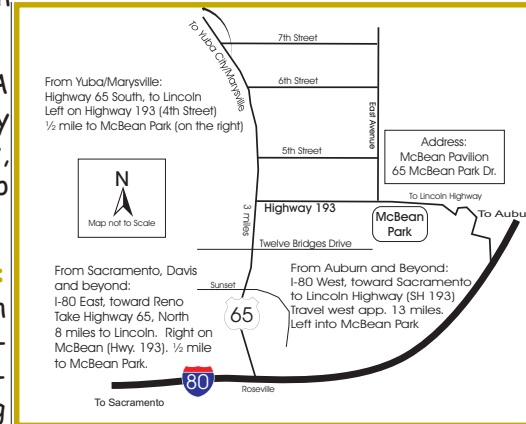 7th Street
To Yuba City/Marysville
6th Street
From Yuba/Marysville:
Highway 65 South, to Lincoln
Left on Highway 193 (4th Street)
½ mile to McBean Park (on the right)
East Avenue
5th Street
Address:
McBean Pavilion
65 McBean Park Dr.
N
Map not to Scale
3 miles
Highway 193
To Lincoln Highway
McBean
Park
To Aubu
Twelve Bridges Drive
From Sacramento, Davis
and beyond:
I-80 East, toward Reno
Take Highway 65, North
8 miles to Lincoln. Right on
McBean (Hwy. 193). ½ mile
to McBean Park.
Sunset
65
From Auburn and Beyond:
I-80 West, toward Sacramento
to Lincoln Highway (SH 193)
Travel west app. 13 miles.
Left into McBean Park
80
Roseville
To Sacramento